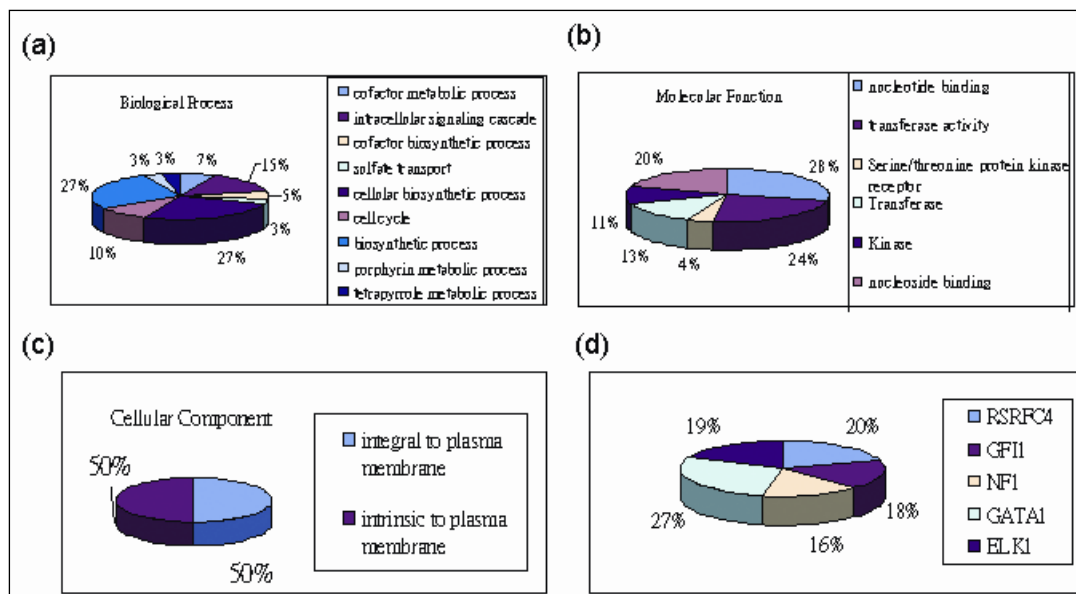 (a)
Biological Process
3% 3% 7%
15%
27%
5%
3%
10%
27%
cofactor metabolic process
intracellular signaling cascade
cofactor biosynthetic process
sulfate transport
cellular biosynthetic process
cell cycle
biosynthetic process
porphyrin metabolic process
tetrapyrrole metabolic process
(b)
Molecular Fonction
20%
28%
11%
13%
4%
24%
nocleotide binding
transferase activity
Serine/threonine protein kinase
receptor
Transferase
Kinase
nocleoside binding
(c)
Cellular Component
50%
50%
integral to plasma
membrane
intrinsic to plasma
membrane
(d)
19%
20%
27%
18%
16%
RSRFC4
GFI1
NF1
GATA1
ELK1